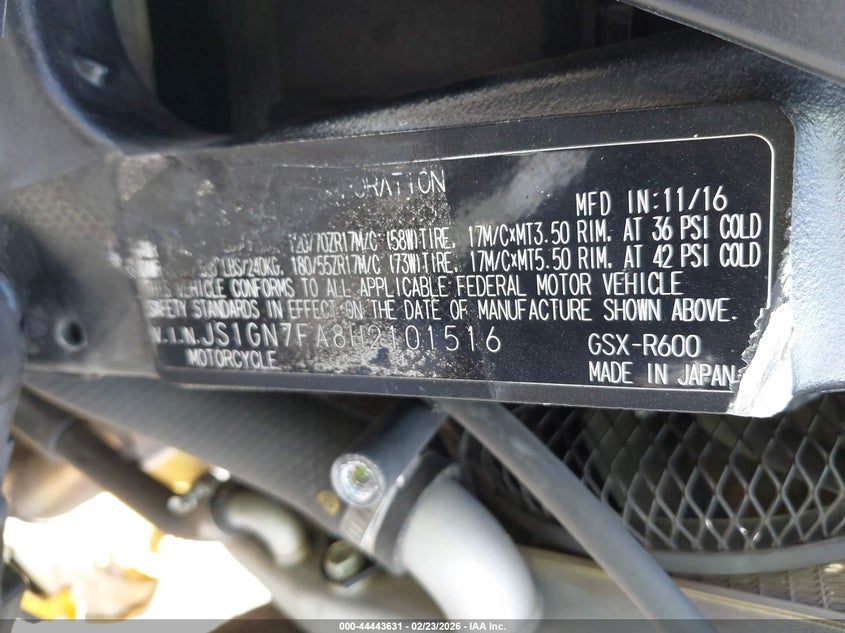 ORATION
MFD IN:11/16
120/70ZR17M/C (58W)TIRE, 17M/C×MT3.50 RIM, AT 36 PSI COLD
LBS/240KG, 180/55ZR17M/C (73W)TIRE, 17M/C×MT5.50 RIM, AT 42 PSI COLD
THIS VEHICLE CONFORMS TO ALL APPLICABLE FEDERAL MOTOR VEHICLE
SAFETY STANDARDS IN EFFECT ON THE DATE OF MANUFACTURE SHOWN ABOVE.
V.I.N.JS1GN7FA8H2101516 GSX-R600
MOTORCYCLE MADE IN JAPAN
000-44443631 - 02/23/2026 - IAA Inc.